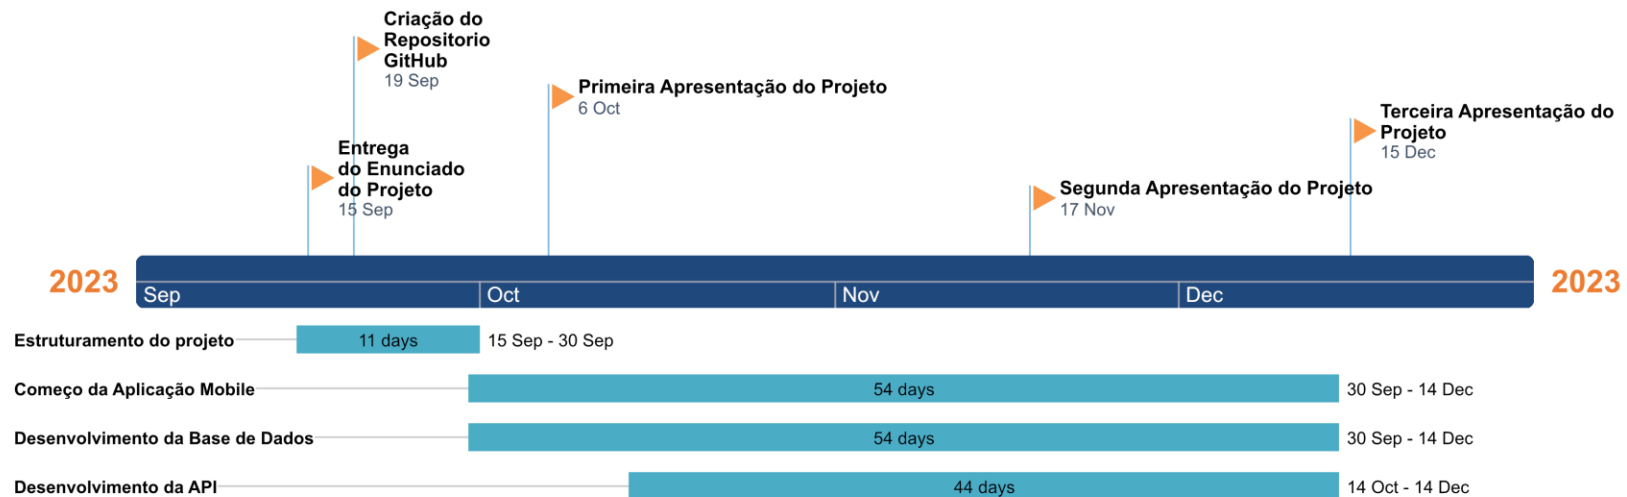 Criação do
Repositorio
GitHub
19 Sep
Primeira Apresentação do Projeto
6 Oct
Terceira Apresentação do
Projeto
15 Dec
Entrega
do Enunciado
do Projeto
15 Sep
Segunda Apresentação do Projeto
17 Nov
2023
Sep
Oct
Nov
Dec
2023
Estruturamento do projeto
11 days
15 Sep - 30 Sep
Começo da Aplicação Mobile
54 days
30 Sep - 14 Dec
Desenvolvimento da Base de Dados
54 days
30 Sep - 14 Dec
Desenvolvimento da API
44 days
14 Oct - 14 Dec